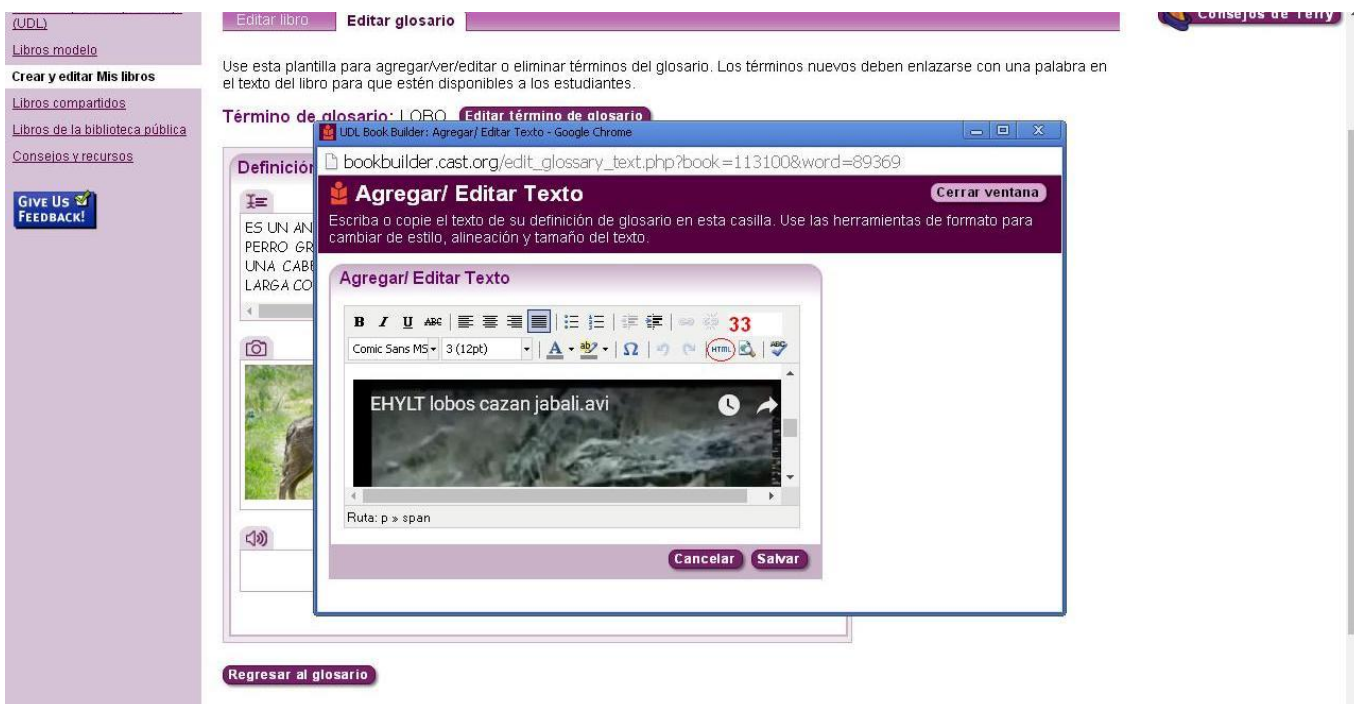 (UDL)
Libros modelo
Crear y editar Mis libros
Libros compartidos
Libros de la biblioteca pública
Consejos y recursos
GIVE US
FEEDBACK!
Editar libro
Editar glosario
Consejos de Terry
Use esta plantilla para agregar/ver/editar o eliminar términos del glosario. Los términos nuevos deben enlazarse con una palabra en
el texto del libro para que estén disponibles a los estudiantes.
Término de glosario: LOBO Editar término de glosario
Definición
ES UN AN
PERRO GR
UNA CABE
LARGA CO
UDL Book Builder: Agregar/ Editar Texto - Google Chrome
bookbuilder.cast.org/edit_glossary_text.php?book=113100&word=89369
Agregar/ Editar Texto
Cerrar ventana
Escriba o copie el texto de su definición de glosario en esta casilla. Use las herramientas de formato para
cambiar de estilo, alineación y tamaño del texto.
Agregar/ Editar Texto
B I U ABC 33
Comic Sans MS 3 (12pt) A ab Ω HTML ABC
EHYLT lobos cazan jabali.avi
Ruta: p » span
Cancelar Salvar
Regresar al glosario